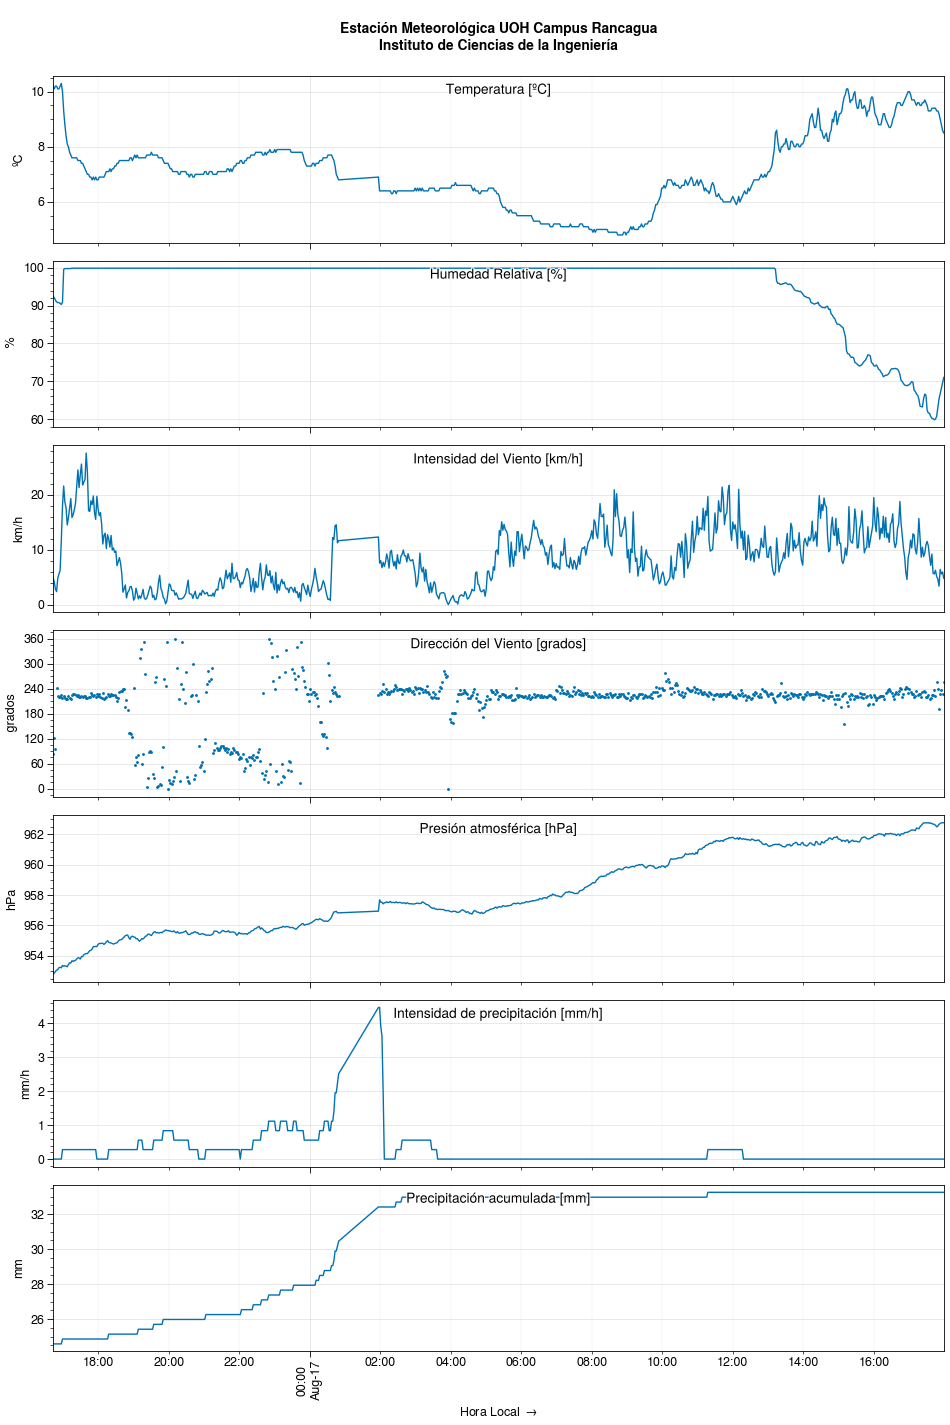 Estación Meteorológica UOH Campus Rancagua
Instituto de Ciencias de la Ingeniería
Temperatura [ºC]
ºC
10
8
6
Humedad Relativa [%]
%
100
90
80
70
60
Intensidad del Viento [km/h]
km/h
20
10
0
Dirección del Viento [grados]
grados
360
300
240
180
120
60
0
Presión atmosférica [hPa]
hPa
962
960
958
956
954
Intensidad de precipitación [mm/h]
mm/h
4
3
2
1
0
Precipitación acumulada [mm]
mm
32
30
28
26
18:00 20:00 22:00 00:00 02:00 04:00 06:00 08:00 10:00 12:00 14:00 16:00
Aug-17
Hora Local →